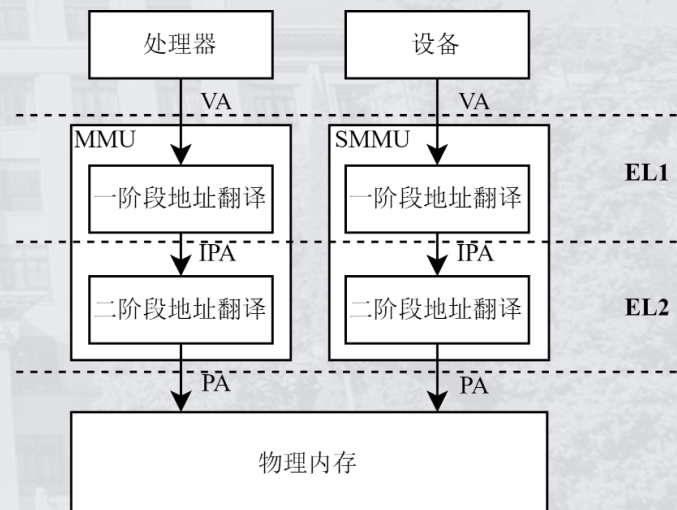 处理器
设备
VA
VA
MMU
SMMU
EL1
一阶段地址翻译
一阶段地址翻译
IPA
IPA
二阶段地址翻译
二阶段地址翻译
EL2
PA
PA
物理内存